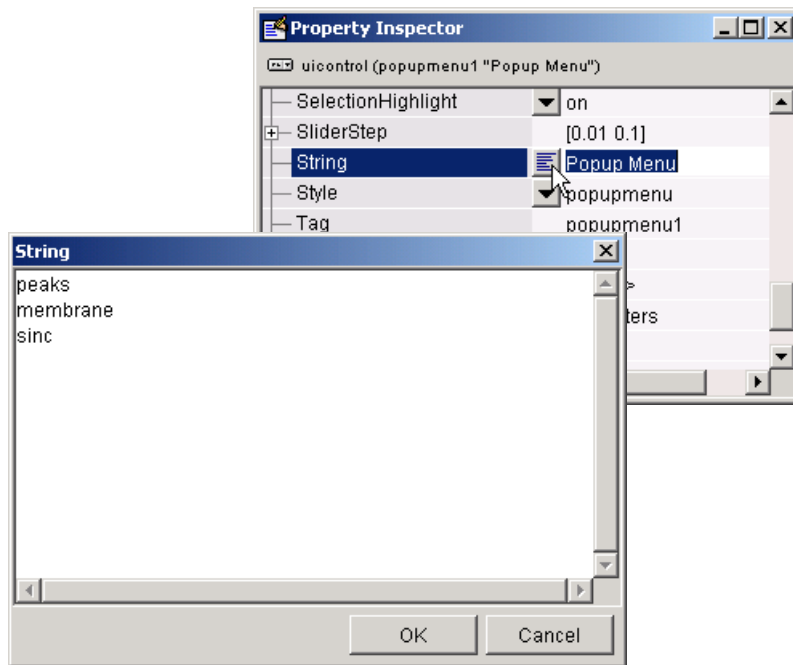 Property Inspector
uicontrol (popupmenu1 "Popup Menu")
SelectionHighlight on
SliderStep [0.01 0.1]
String Popup Menu
Style popupmenu
Tag popupmenu1
ters
String
peaks
membrane
sinc
OK Cancel